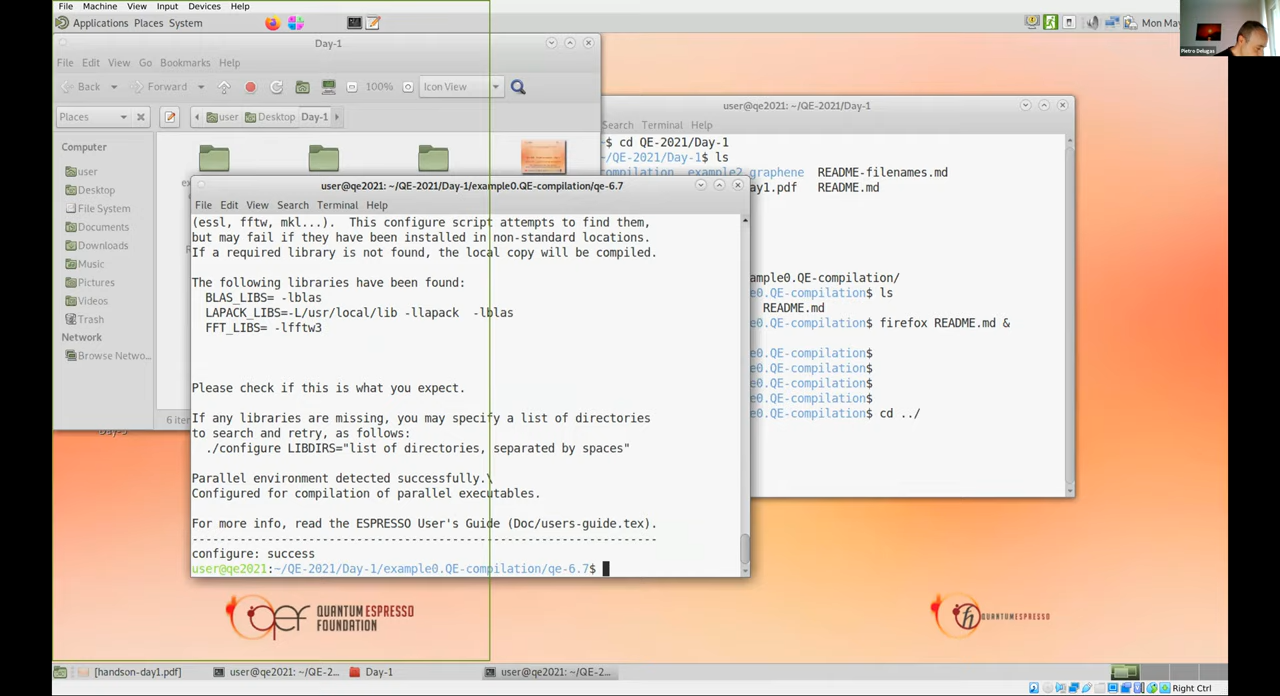 File Machine View Input Devices Help
Applications Places System
Mon May
Pietro Delugas
Day-1
File Edit View Go Bookmarks Help
Back Forward 100% Icon View
Places user Desktop Day-1
Computer
user
Desktop
File System
Documents
Downloads
Music
Pictures
Videos
Trash
Network
Browse Netwo...
6 iter
user@qe2021: ~/QE-2021/Day-1
Search Terminal Help
~$ cd QE-2021/Day-1
~/QE-2021/Day-1$ ls
compilation example2.graphene README-filenames.md
ay1.pdf README.md
ample0.QE-compilation/
e0.QE-compilation$ ls
README.md
e0.QE-compilation$ firefox README.md &
e0.QE-compilation$
e0.QE-compilation$
e0.QE-compilation$
e0.QE-compilation$
e0.QE-compilation$ cd ../
user@qe2021: ~/QE-2021/Day-1/example0.QE-compilation/qe-6.7
File Edit View Search Terminal Help
(essl, fftw, mkl...). This configure script attempts to find them,
but may fail if they have been installed in non-standard locations.
If a required library is not found, the local copy will be compiled.
The following libraries have been found:
BLAS_LIBS= -lblas
LAPACK_LIBS=-L/usr/local/lib -llapack -lblas
FFT_LIBS= -lfftw3
Please check if this is what you expect.
If any libraries are missing, you may specify a list of directories
to search and retry, as follows:
./configure LIBDIRS="list of directories, separated by spaces"
Parallel environment detected successfully.\
Configured for compilation of parallel executables.
For more info, read the ESPRESSO User's Guide (Doc/users-guide.tex).
--------------------------------------------------------------------
configure: success
user@qe2021:~/QE-2021/Day-1/example0.QE-compilation/qe-6.7$
QUANTUM ESPRESSO
FOUNDATION
QUANTUMESPRESSO
[handson-day1.pdf] user@qe2021: ~/QE-2... Day-1 user@qe2021: ~/QE-2...
Right Ctrl